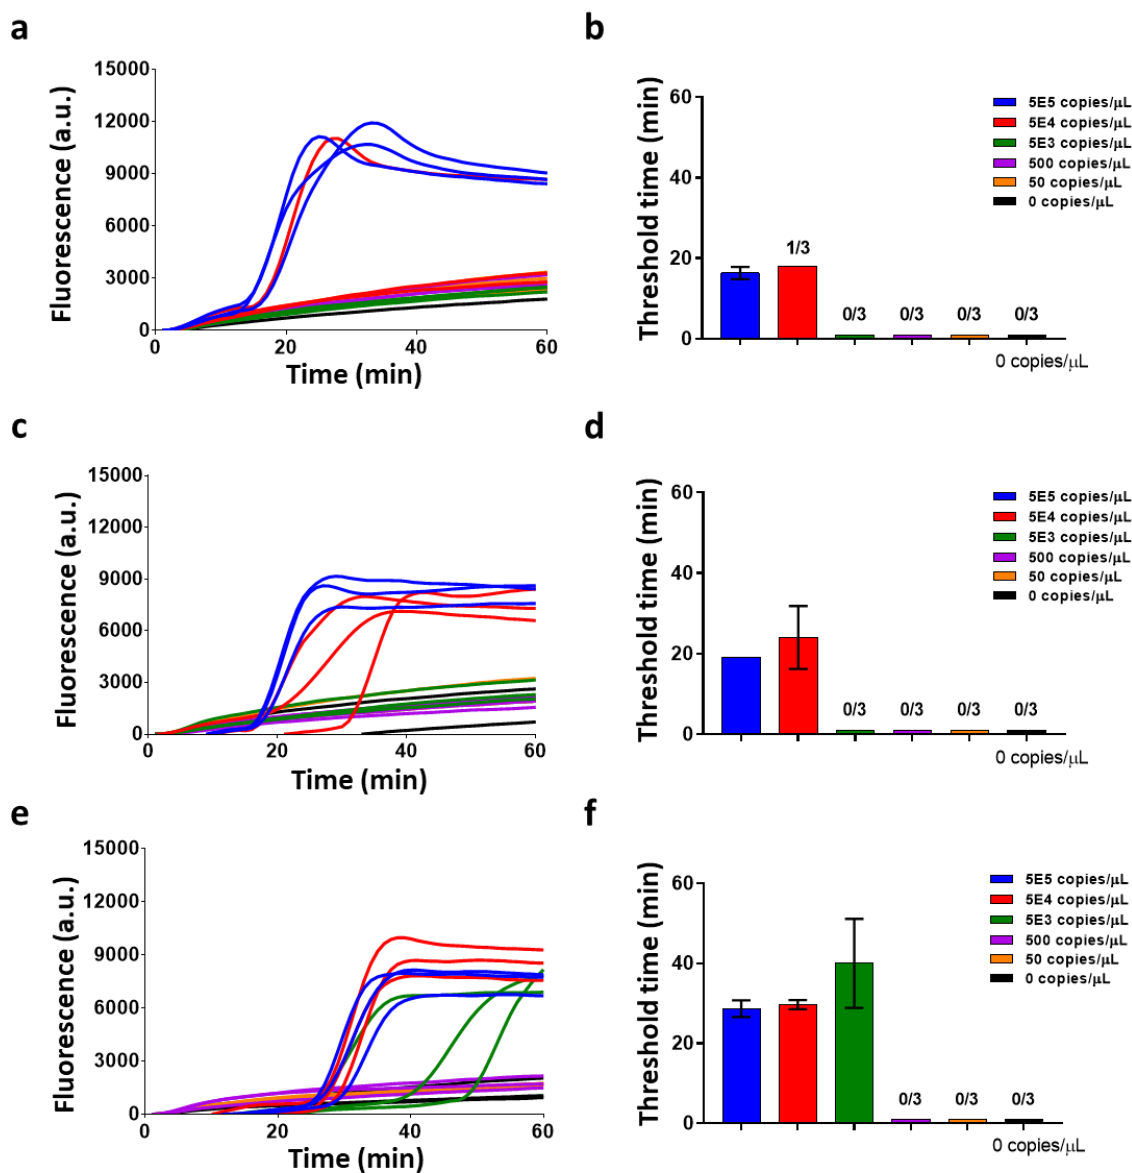 a
15000
12000
9000
6000
3000
0
Fluorescence (a.u.)
0 20 40 60
Time (min)
b
60
40
20
0
Threshold time (min)
1/3
0/3 0/3 0/3 0/3
0 copies/μL
5E5 copies/μL
5E4 copies/μL
5E3 copies/μL
500 copies/μL
50 copies/μL
0 copies/μL
c
15000
12000
9000
6000
3000
0
Fluorescence (a.u.)
0 20 40 60
Time (min)
d
60
40
20
0
Threshold time (min)
0/3 0/3 0/3 0/3
0 copies/μL
5E5 copies/μL
5E4 copies/μL
5E3 copies/μL
500 copies/μL
50 copies/μL
0 copies/μL
e
15000
12000
9000
6000
3000
0
Fluorescence (a.u.)
0 20 40 60
Time (min)
f
60
40
20
0
Threshold time (min)
0/3 0/3 0/3
0 copies/μL
5E5 copies/μL
5E4 copies/μL
5E3 copies/μL
500 copies/μL
50 copies/μL
0 copies/μL